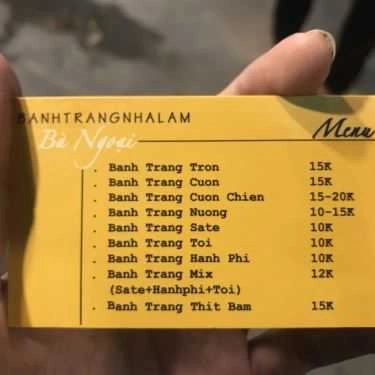 BANHTRANGNHALAM
Bà Ngoại
Menu
. Banh Trang Tron 15K
. Banh Trang Cuon 15K
. Banh Trang Cuon Chien 15-20K
. Banh Trang Nuong 10-15K
. Banh Trang Sate 10K
. Banh Trang Toi 10K
. Banh Trang Hanh Phi 10K
. Banh Trang Mix 12K
(Sate+Hanhphi+Toi)
. Banh Trang Thit Bam 15K